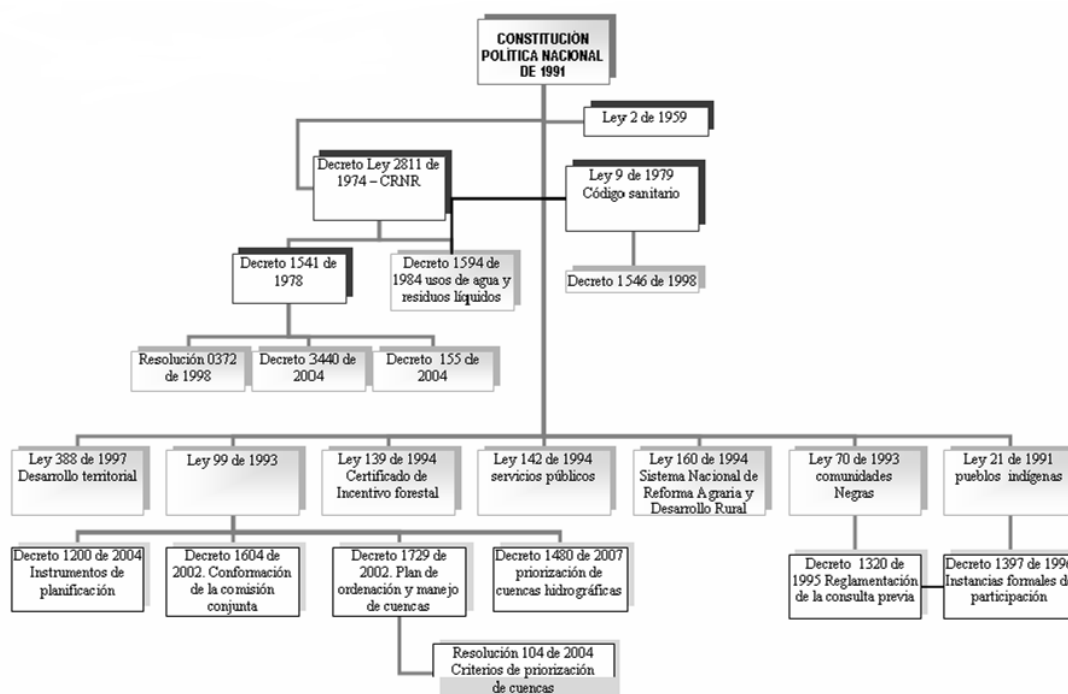 CONSTITUCIÓN
POLÍTICA NACIONAL
DE 1991
Ley 2 de 1959
Decreto Ley 2811 de
1974 – CRNR
Ley 9 de 1979
Código sanitario
Decreto 1541 de
1978
Decreto 1594 de
1984 usos de agua y
residuos líquidos
Decreto 1546 de 1998
Resolución 0372
de 1998
Decreto 3440 de
2004
Decreto 155 de
2004
Ley 388 de 1997
Desarrollo territorial
Ley 99 de 1993
Ley 139 de 1994
Certificado de
Incentivo forestal
Ley 142 de 1994
servicios públicos
Ley 160 de 1994
Sistema Nacional de
Reforma Agraria y
Desarrollo Rural
Ley 70 de 1993
comunidades
Negras
Ley 21 de 1991
pueblos indígenas
Decreto 1200 de 2004
Instrumentos de
planificación
Decreto 1604 de
2002. Conformación
de la comisión
conjunta
Decreto 1729 de
2002. Plan de
ordenación y manejo
de cuencas
Decreto 1480 de 2007
priorización de
cuencas hidrográficas
Decreto 1320 de
1995 Reglamentación
de la consulta previa
Decreto 1397 de 1996
Instancias formales de
participación
Resolución 104 de 2004
Criterios de priorización
de cuencas